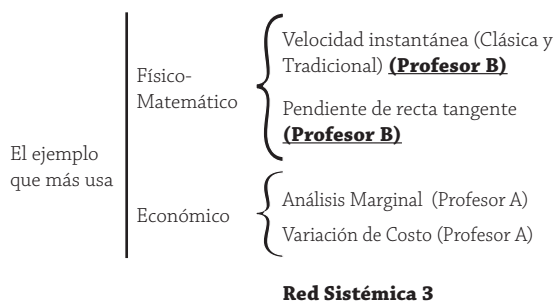 El ejemplo
que más usa
Físico-
Matemático
Velocidad instantánea (Clásica y
Tradicional) (Profesor B)
Pendiente de recta tangente
(Profesor B)
Económico
Análisis Marginal (Profesor A)
Variación de Costo (Profesor A)
Red Sistémica 3